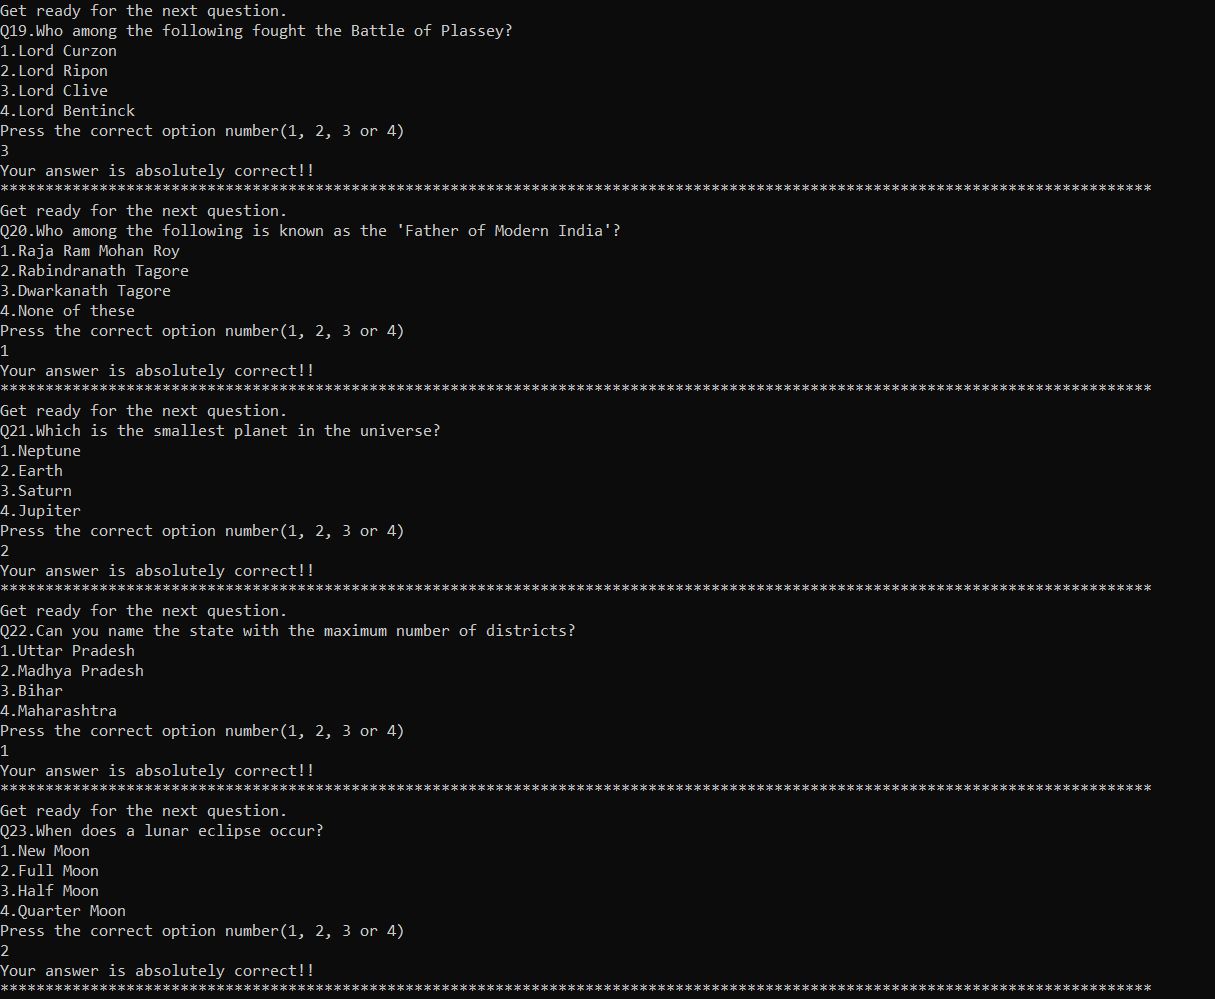 Get ready for the next question.
Q19.Who among the following fought the Battle of Plassey?
1.Lord Curzon
2.Lord Ripon
3.Lord Clive
4.Lord Bentinck
Press the correct option number(1, 2, 3 or 4)
3
Your answer is absolutely correct!!
********************************************************************************************************************************
Get ready for the next question.
Q20.Who among the following is known as the 'Father of Modern India'?
1.Raja Ram Mohan Roy
2.Rabindranath Tagore
3.Dwarkanath Tagore
4.None of these
Press the correct option number(1, 2, 3 or 4)
1
Your answer is absolutely correct!!
********************************************************************************************************************************
Get ready for the next question.
Q21.Which is the smallest planet in the universe?
1.Neptune
2.Earth
3.Saturn
4.Jupiter
Press the correct option number(1, 2, 3 or 4)
2
Your answer is absolutely correct!!
********************************************************************************************************************************
Get ready for the next question.
Q22.Can you name the state with the maximum number of districts?
1.Uttar Pradesh
2.Madhya Pradesh
3.Bihar
4.Maharashtra
Press the correct option number(1, 2, 3 or 4)
1
Your answer is absolutely correct!!
********************************************************************************************************************************
Get ready for the next question.
Q23.When does a lunar eclipse occur?
1.New Moon
2.Full Moon
3.Half Moon
4.Quarter Moon
Press the correct option number(1, 2, 3 or 4)
2
Your answer is absolutely correct!!
********************************************************************************************************************************